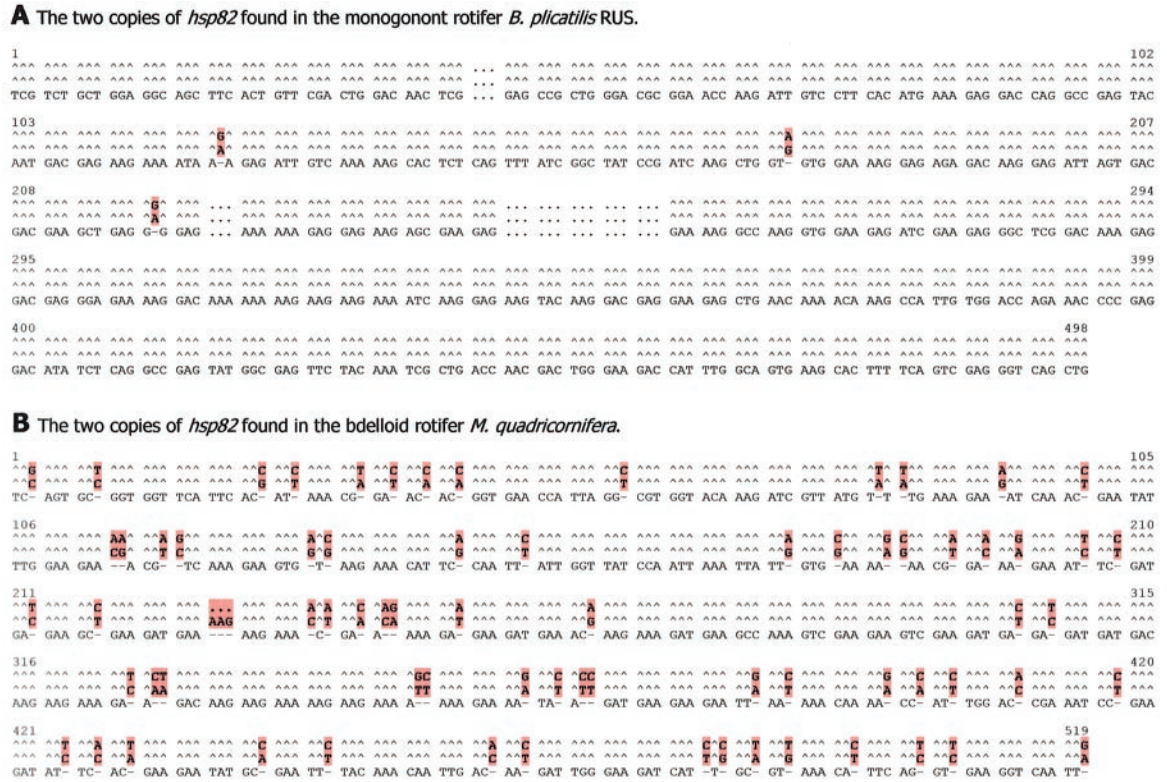 A The two copies of hsp82 found in the monogonont rotifer B. plicatilis RUS.
1 102
TCG TCT GCT GGA GGC AGC TTC ACT GTT CGA CTG GAC AAC TCG ... GAG CCG CTG GGA CGC GGA ACC AAG ATT GTC CTT CAC ATG AAA GAG GAC CAG GCC GAG TAC
103 207
G A
A G
AAT GAC GAG AAG AAA ATA A-A GAG ATT GTC AAA AAG CAC TCT CAG TTT ATC GGC TAT CCG ATC AAG CTG GT- GTG GAA AAG GAG AGA GAC AAG GAG ATT AGT GAC
208 294
G
A
GAC GAA GCT GAG G-G GAG ... AAA AAA GAG GAG AAG AGC GAA GAG ... ... ... ... ... GAA AAG GCC AAG GTG GAA GAG ATC GAA GAG GGC TCG GAC AAA GAG
295 399
GAC GAG GGA GAA AAG GAC AAA AAA AAG AAG AAG AAA ATC AAG GAG AAG TAC AAG GAC GAG GAA GAG CTG AAC AAA ACA AAG CCA TTG TGG ACC AGA AAC CCC GAG
400 498
GAC ATA TCT CAG GCC GAG TAT GGC GAG TTC TAC AAA TCG CTG ACC AAC GAC TGG GAA GAC CAT TTG GCA GTG AAG CAC TTT TCA GTC GAG GGT CAG CTG
B The two copies of hsp82 found in the bdelloid rotifer M. quadricornifera.
1 105
TC- AGT GC- GGT GGT TCA TTC AC- AT- AAA CG- GA- AC- AC- GGT GAA CCA TTA GG- CGT GGT ACA AAG ATC GTT ATG T-T -TG AAA GAA -AT CAA AC- GAA TAT
106 210
TTG GAA GAA --A CG- -TC AAA GAA GTG -T- AAG AAA CAT TC- CAA TT- ATT GGT TAT CCA ATT AAA TTA TT- GTG -AA AA- -AA CG- GA- AA- GAA AT- TC- GAT
211 315
GA- GAA GC- GAA GAT GAA --- AAG AAA -C- GA- A-- AAA GA- GAA GAT GAA AC- AAG AAA GAT GAA GCC AAA GTC GAA GAA GTC GAA GAT GA- GA- GAT GAT GAC
316 420
AAG AAG AAA GA- A-- GAC AAG AAG AAA AAG AAG AAA A-- AAA GAA AA- TA- A-- GAT GAA GAA GAA TT- AA- AAA CAA AA- CC- AT- TGG AC- CGA AAT CC- GAA
421 519
GAT AT- TC- AC- GAA GAA TAT GC- GAA TT- TAC AAA CAA TTG AC- AA- GAT TGG GAA GAT CAT -T- GC- GT- AAA CA- TTC AG- GT- GAA GGT CAA TT-